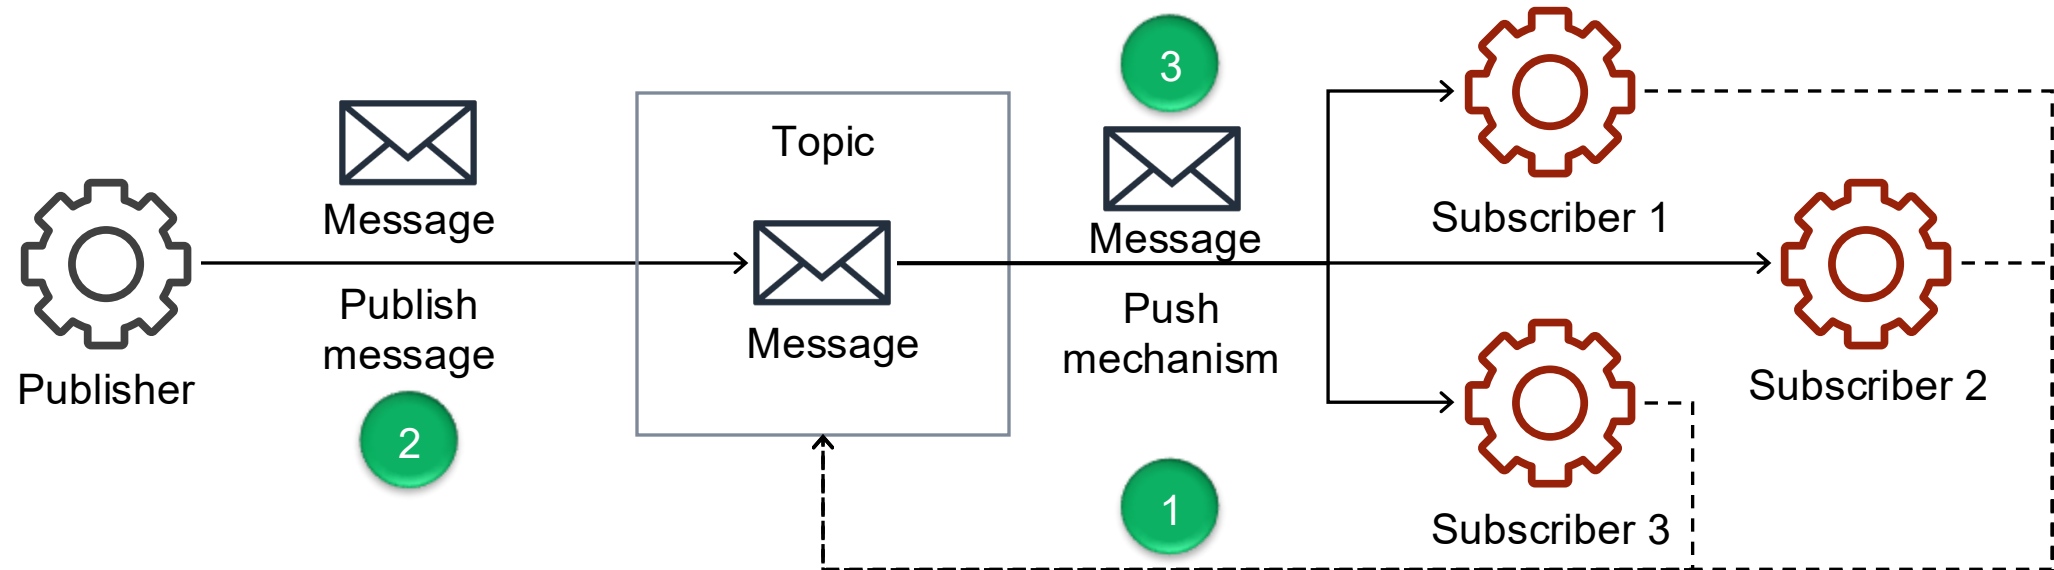 3
Topic
Message
Message
Subscriber 1
Message
Publish
message
Push
mechanism
Publisher
Message
Subscriber 2
2
1
Subscriber 3